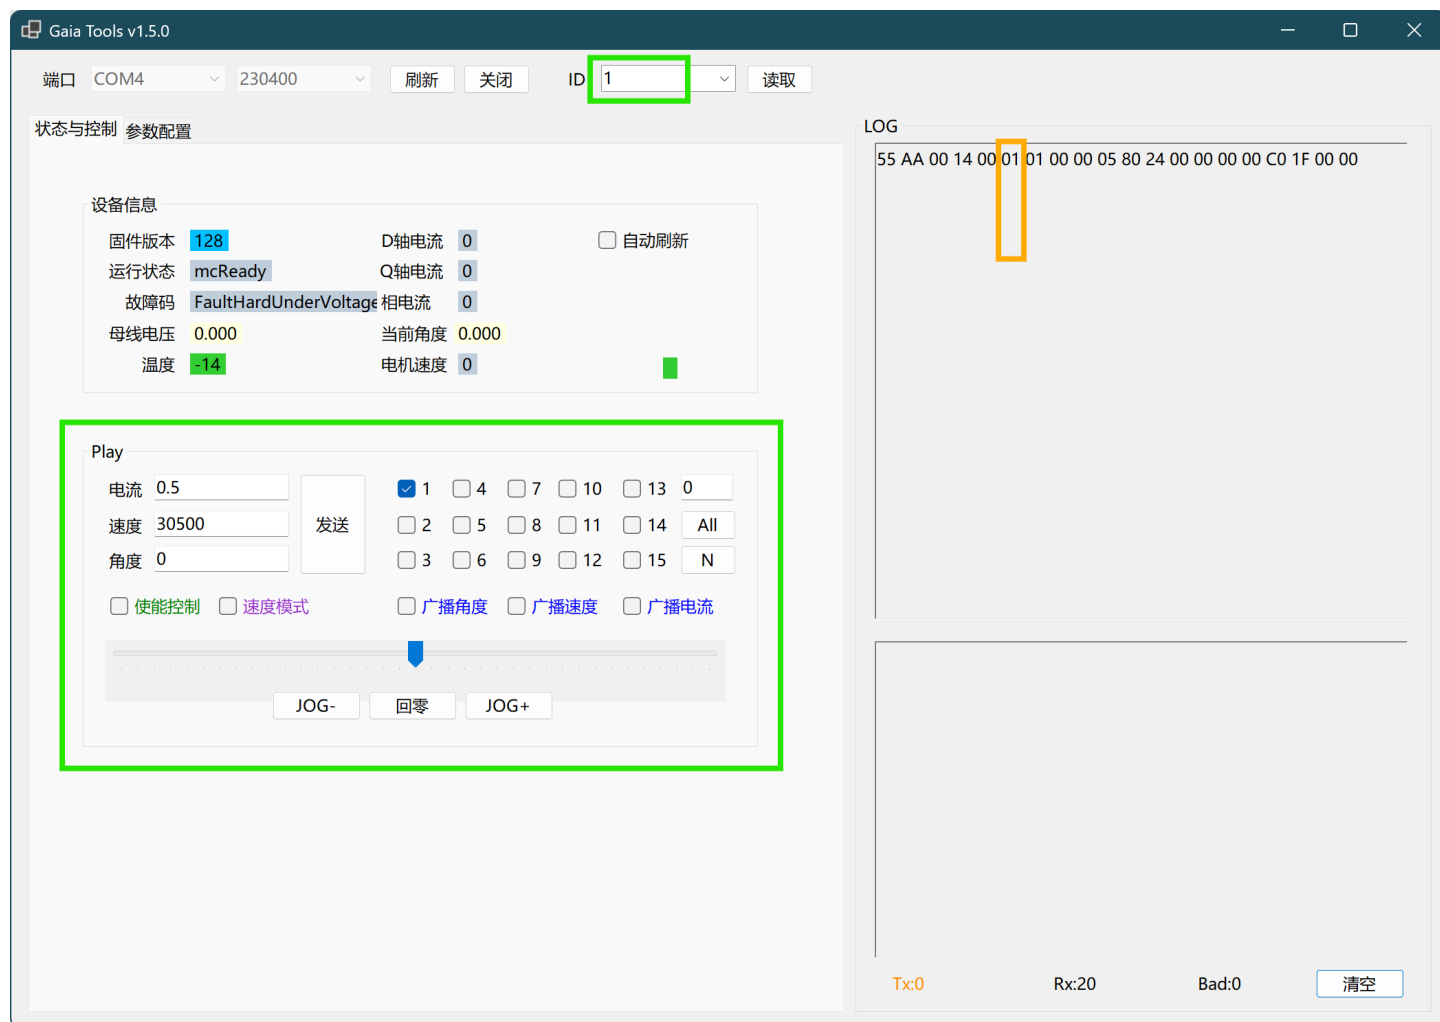 Gaia Tools v1.5.0
端口 COM4 230400 刷新 关闭 ID 1 读取
状态与控制 参数配置
设备信息
固件版本 128 D轴电流 0 自动刷新
运行状态 mcReady Q轴电流 0
故障码 FaultHardUnderVoltage 相电流 0
母线电压 0.000 当前角度 0.000
温度 -14 电机速度 0
Play
电流 0.5 1 4 7 10 13 0
速度 30500 发送 2 5 8 11 14 All
角度 0 3 6 9 12 15 N
使能控制 速度模式 广播角度 广播速度 广播电流
JOG- 回零 JOG+
LOG
55 AA 00 14 00 01 01 00 00 05 80 24 00 00 00 00 C0 1F 00 00
Tx:0 Rx:20 Bad:0 清空